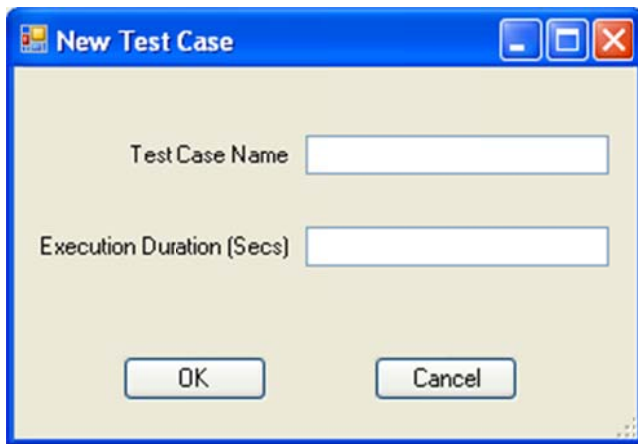 New Test Case
Test Case Name
Execution Duration (Secs)
OK Cancel